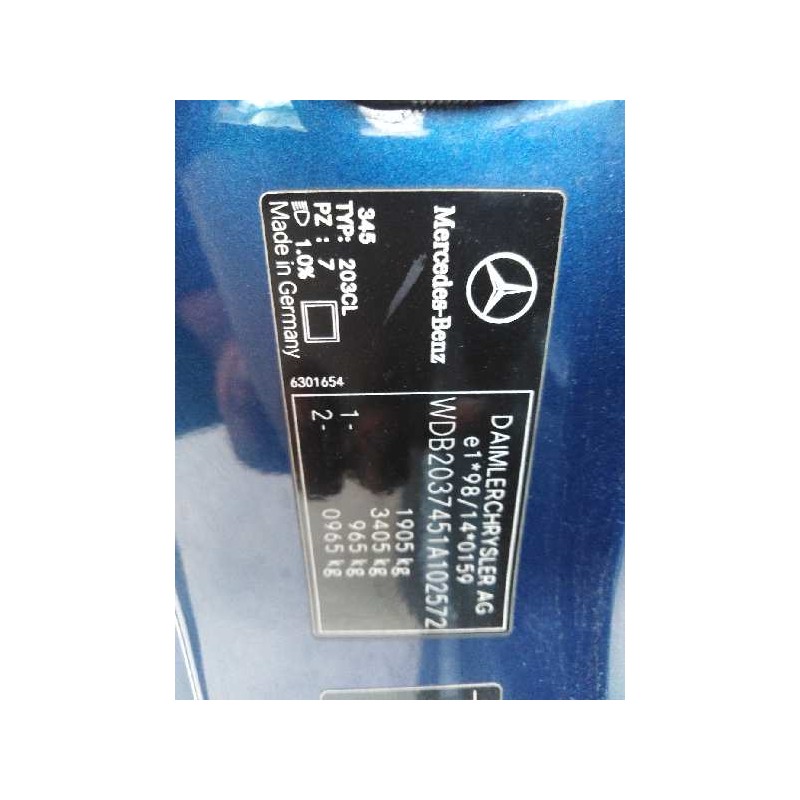 Mercedes-Benz
345
TYP: 203CL
PZ : 7
1.0%
Made in Germany
6301654
DAIMLERCHRYSLER AG
e1*98/14*0159
WDB2037451A102572
1905 kg
3405 kg
1- 965 kg
2- 0965 kg